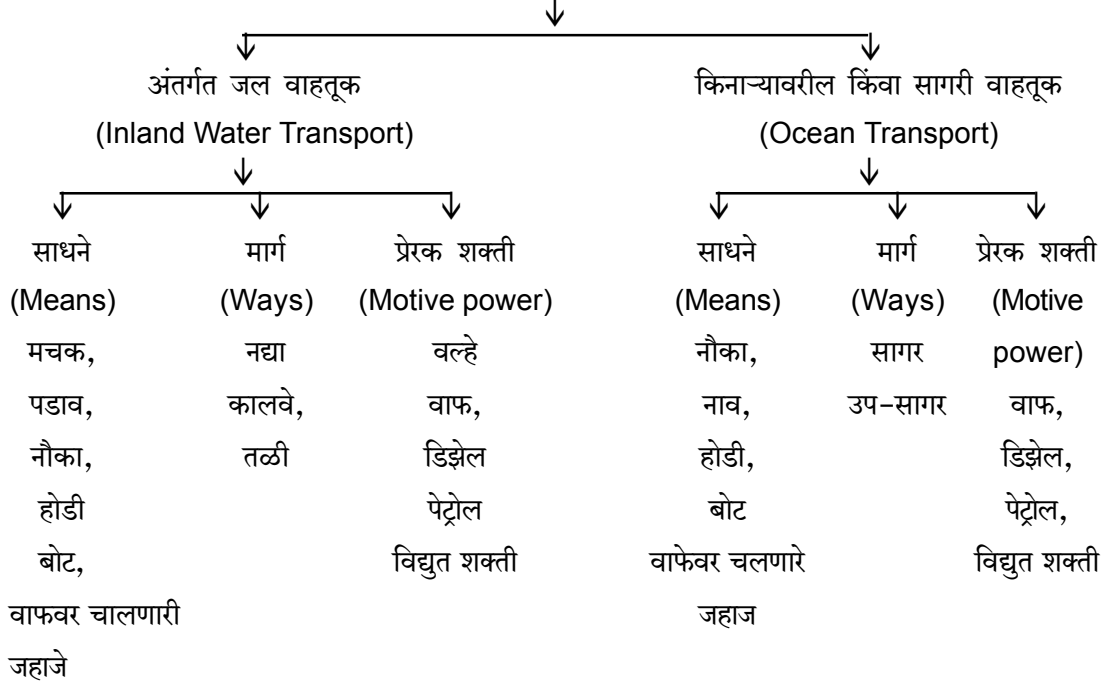 अंतर्गत जल वाहतूक किनाऱ्यावरील किंवा सागरी वाहतूक
(Inland Water Transport) (Ocean Transport)
साधने मार्ग प्रेरक शक्ती साधने मार्ग प्रेरक शक्ती
(Means) (Ways) (Motive power) (Means) (Ways) (Motive
मचक, नद्या वल्हे नौका, सागर power)
पडाव, कालवे, वाफ, नाव, उप-सागर वाफ,
नौका, तळी डिझेल होडी, डिझेल,
होडी पेट्रोल बोट पेट्रोल,
बोट, विद्युत शक्ती वाफेवर चलणारे विद्युत शक्ती
वाफवर चालणारी जहाज
जहाजे